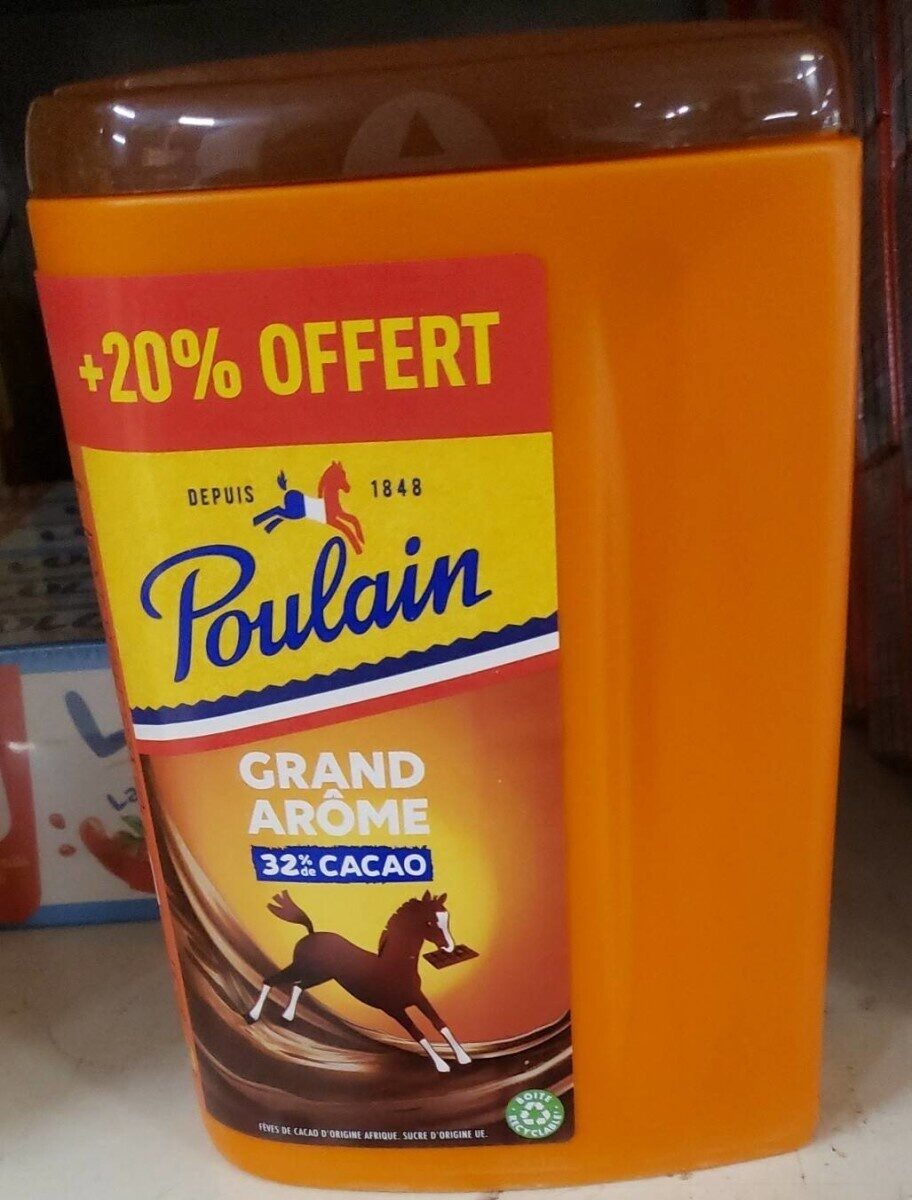 +20% OFFERT
DEPUIS 1848
Poulain
GRAND
ARÔME
32% de CACAO
FÈVES DE CACAO D'ORIGINE AFRIQUE. SUCRE D'ORIGINE UE.
BOITE
RECYCLABLE